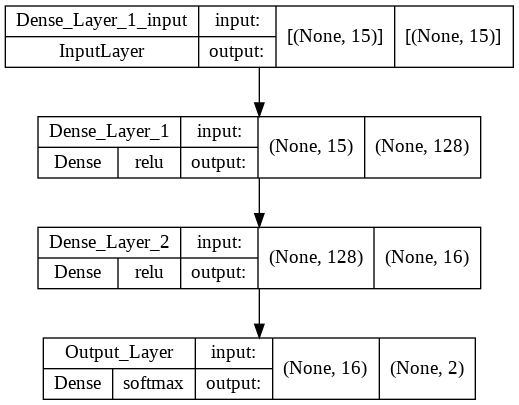 Dense_Layer_1_input input: [(None, 15)] [(None, 15)]
InputLayer output:
Dense_Layer_1 input: (None, 15) (None, 128)
Dense relu output:
Dense_Layer_2 input: (None, 128) (None, 16)
Dense relu output:
Output_Layer input: (None, 16) (None, 2)
Dense softmax output: